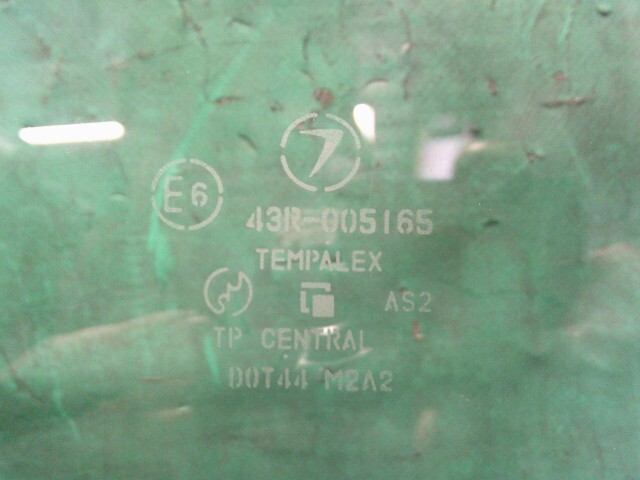 E6
43R-005165
TEMPALEX
AS2
TP CENTRAL
DOT44 M2A2